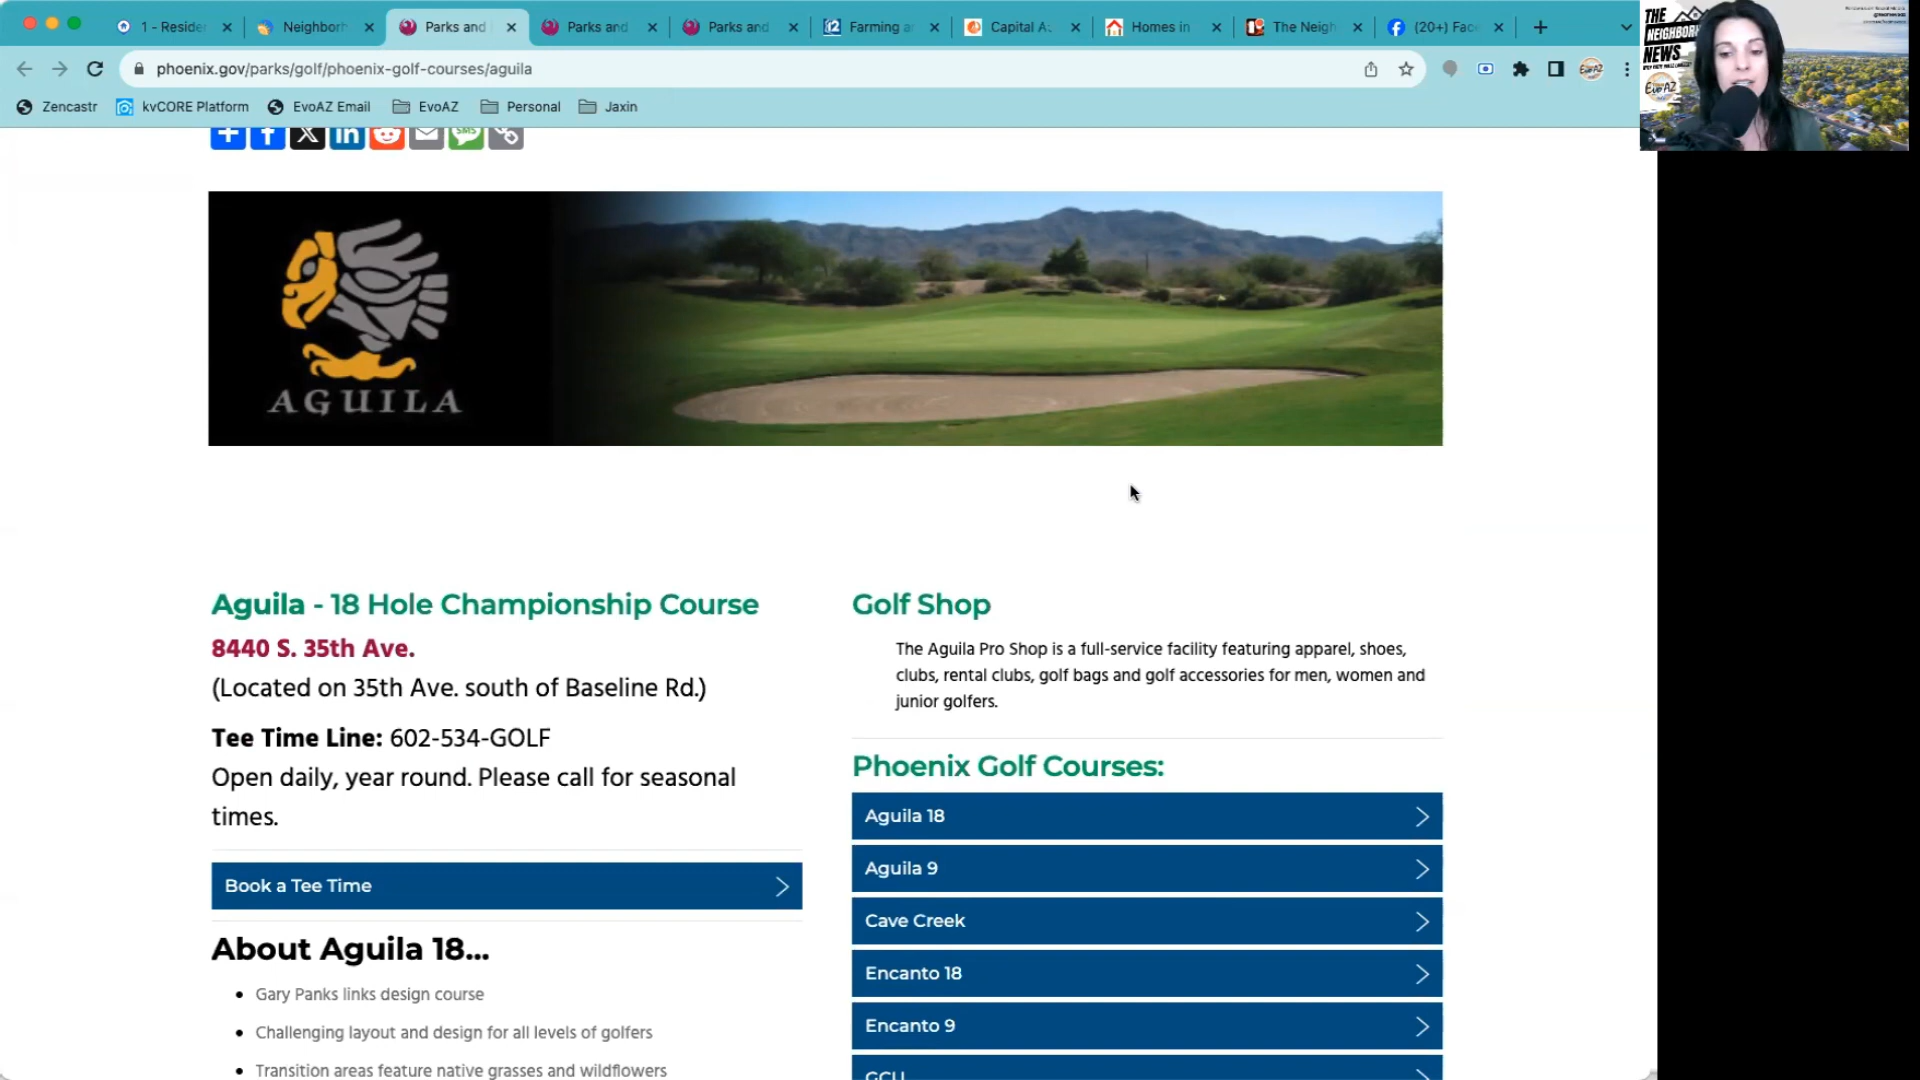 1 - Resider
Neighborh
Parks and
Parks and
Parks and
Farming a
Capital As
Homes in
The Neigh
(20+) Fac
phoenix.gov/parks/golf/phoenix-golf-courses/aguila
Zencastr
kvCORE Platform
EvoAZ Email
EvoAZ
Personal
Jaxin
THE
NEIGHBORH
NEWS
EvoAZ
SMS
AGUILA
Aguila - 18 Hole Championship Course
8440 S. 35th Ave.
(Located on 35th Ave. south of Baseline Rd.)
Tee Time Line: 602-534-GOLF
Open daily, year round. Please call for seasonal
times.
Book a Tee Time
About Aguila 18...
• Gary Panks links design course
• Challenging layout and design for all levels of golfers
• Transition areas feature native grasses and wildflowers
Golf Shop
The Aguila Pro Shop is a full-service facility featuring apparel, shoes,
clubs, rental clubs, golf bags and golf accessories for men, women and
junior golfers.
Phoenix Golf Courses:
Aguila 18
Aguila 9
Cave Creek
Encanto 18
Encanto 9
GCU